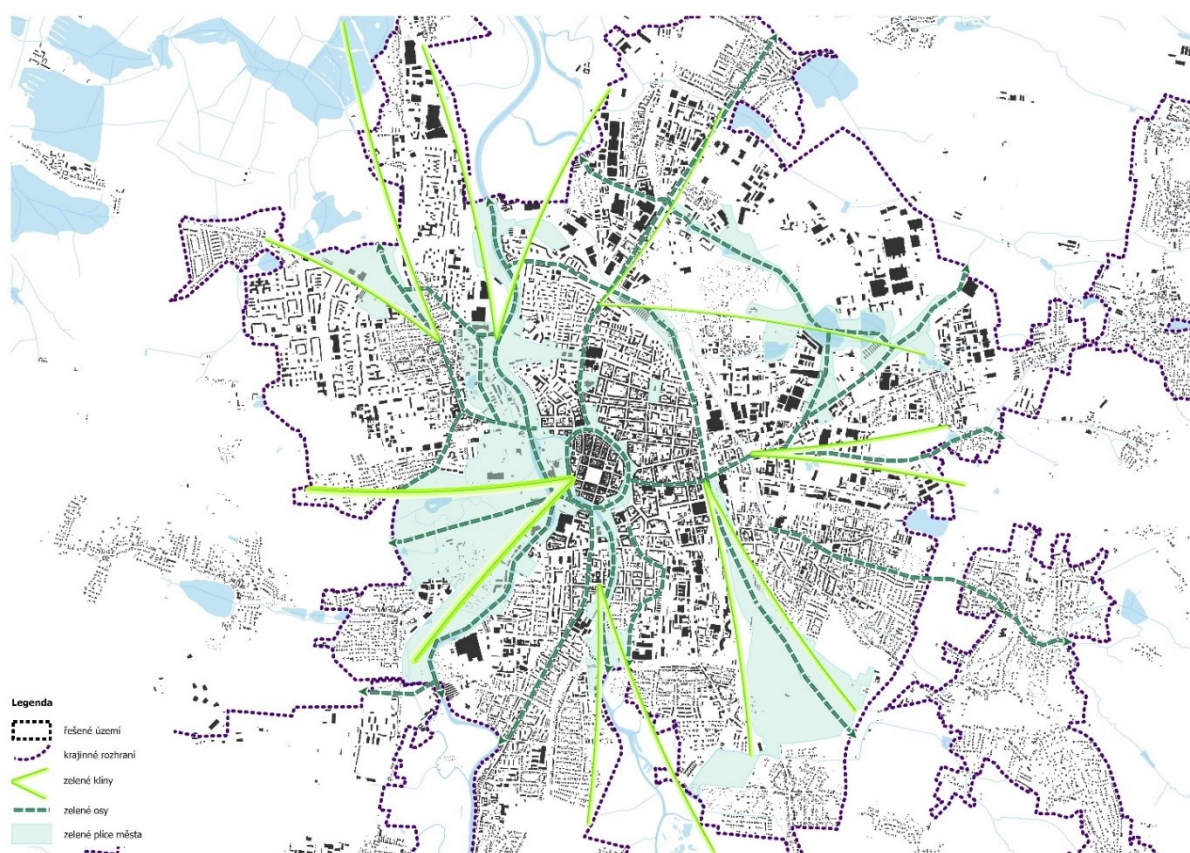 Legenda
řešené území
krajinné rozhraní
zelené klíny
zelené osy
zelené plíce města